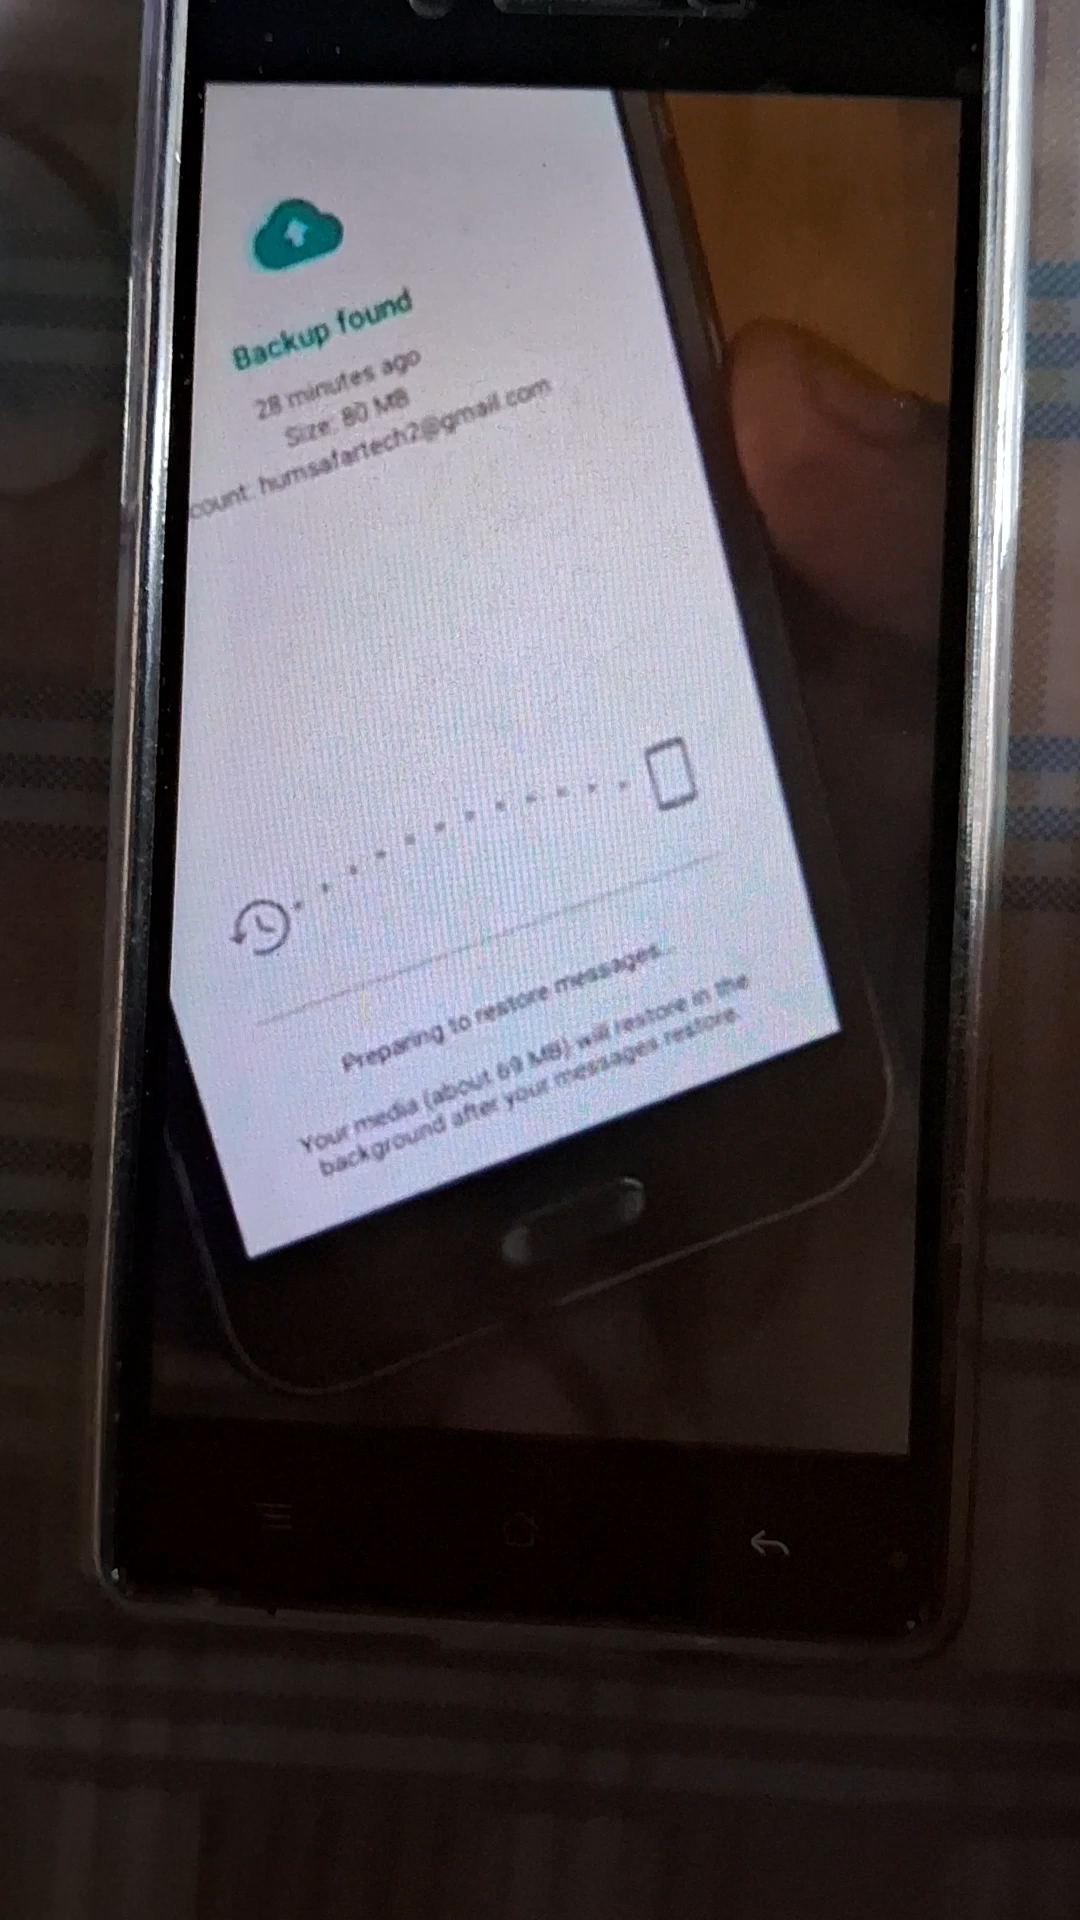 Backup found
28 minutes ago
Size: 80 MB
count: humsafartech2@gmail.com
Preparing to restore messages...
Your media (about 69 MB) will restore in the
background after your messages restore.